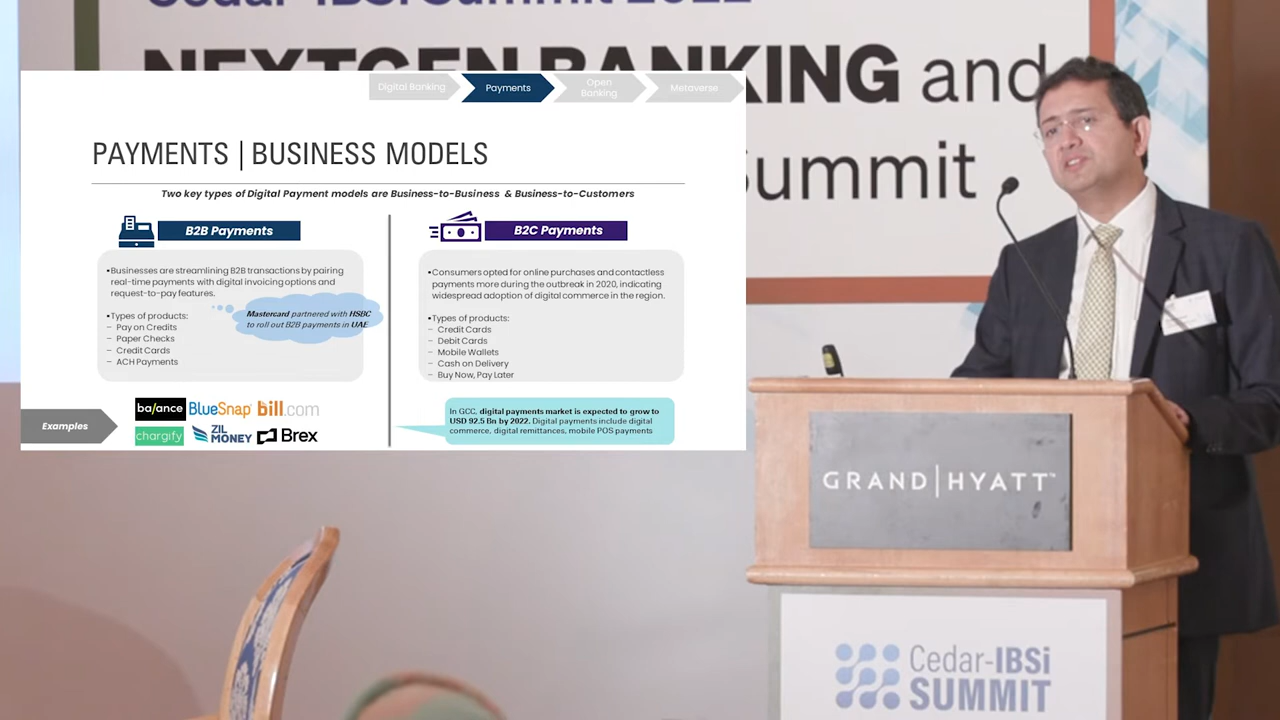 Cedar-IBSi Summit 2022
NEXTGEN BANKING and
Summit
Digital Banking
Payments
Open
Banking
Metaverse
PAYMENTS | BUSINESS MODELS
Two key types of Digital Payment models are Business-to-Business & Business-to-Customers
B2B Payments
•Businesses are streamlining B2B transactions by pairing
real-time payments with digital invoicing options and
request-to-pay features.
Mastercard partnered with HSBC
to roll out B2B payments in UAE
•Types of products:
– Pay on Credits
– Paper Checks
– Credit Cards
– ACH Payments
B2C Payments
•Consumers opted for online purchases and contactless
payments more during the outbreak in 2020, indicating
widespread adoption of digital commerce in the region.
•Types of products:
– Credit Cards
– Debit Cards
– Mobile Wallets
– Cash on Delivery
– Buy Now, Pay Later
Examples
balance BlueSnap bill.com
chargify ZIL MONEY Brex
In GCC, digital payments market is expected to grow to
USD 92.5 Bn by 2022. Digital payments include digital
commerce, digital remittances, mobile POS payments
GRAND|HYATT™
Cedar-IBSi
SUMMIT